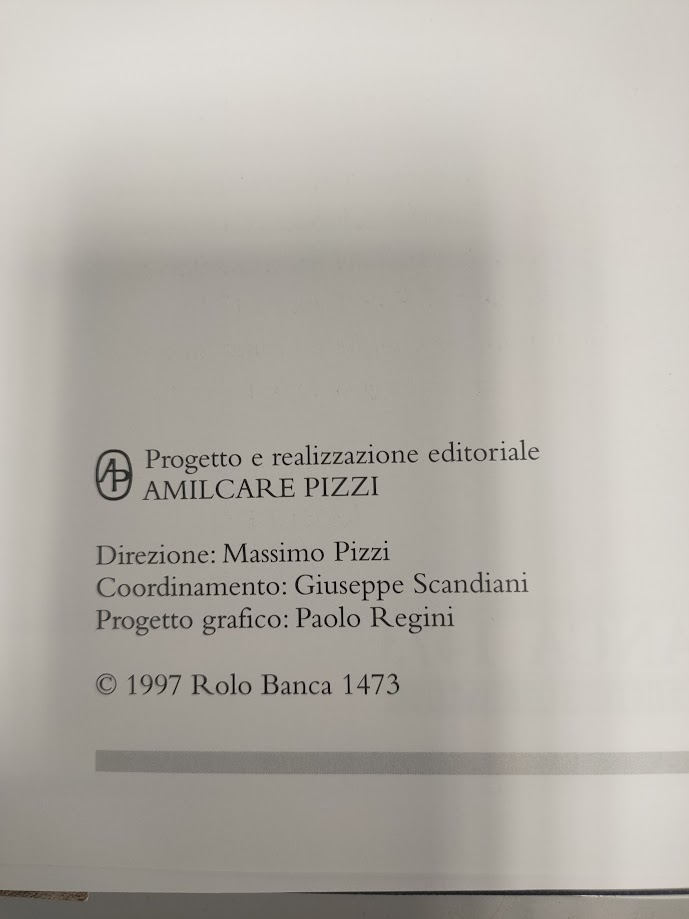 AP Progetto e realizzazione editoriale
AMILCARE PIZZI
Direzione: Massimo Pizzi
Coordinamento: Giuseppe Scandiani
Progetto grafico: Paolo Regini
© 1997 Rolo Banca 1473